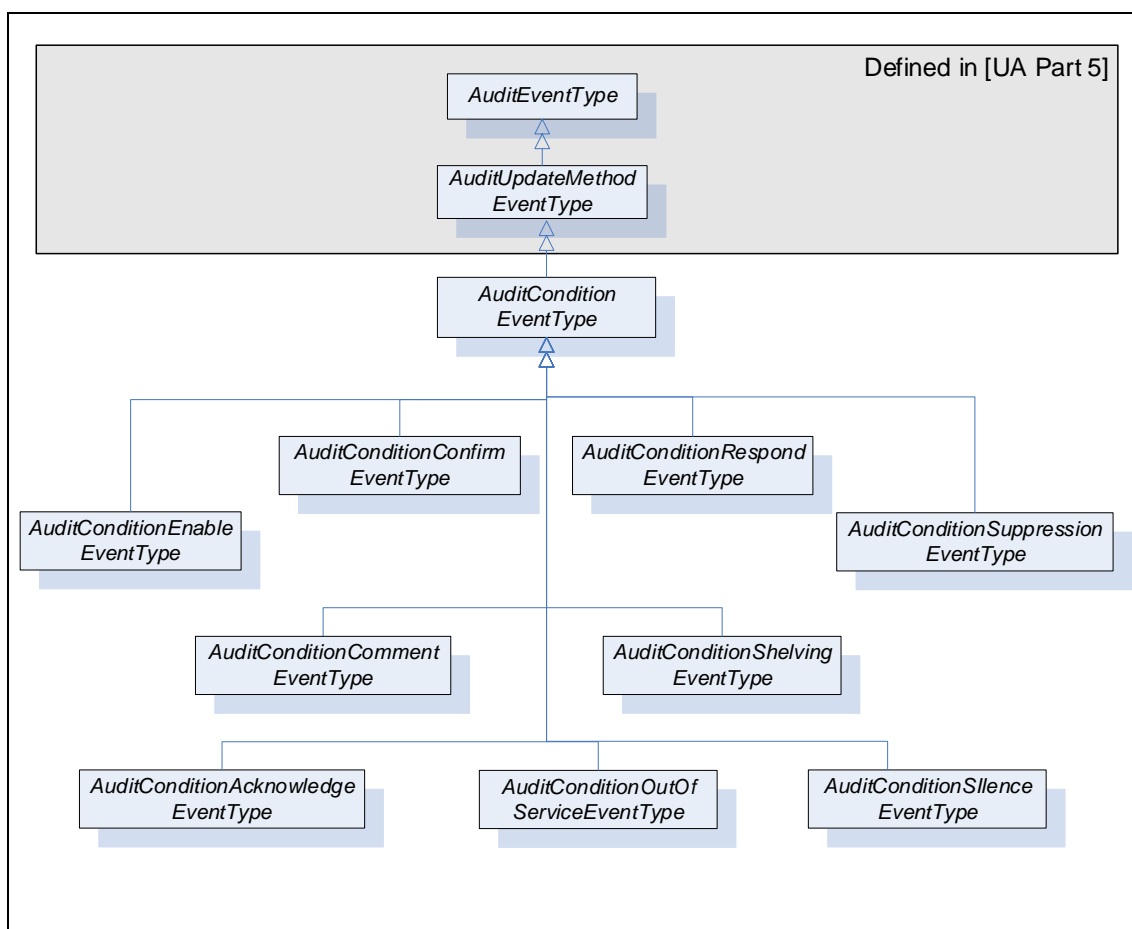 Defined in [UA Part 5]
AuditEventType
AuditUpdateMethod
EventType
AuditCondition
EventType
AuditConditionConfirm
EventType
AuditConditionRespond
EventType
AuditConditionEnable
EventType
AuditConditionSuppression
EventType
AuditConditionComment
EventType
AuditConditionShelving
EventType
AuditConditionAcknowledge
EventType
AuditConditionOutOf
ServiceEventType
AuditConditionSIlence
EventType